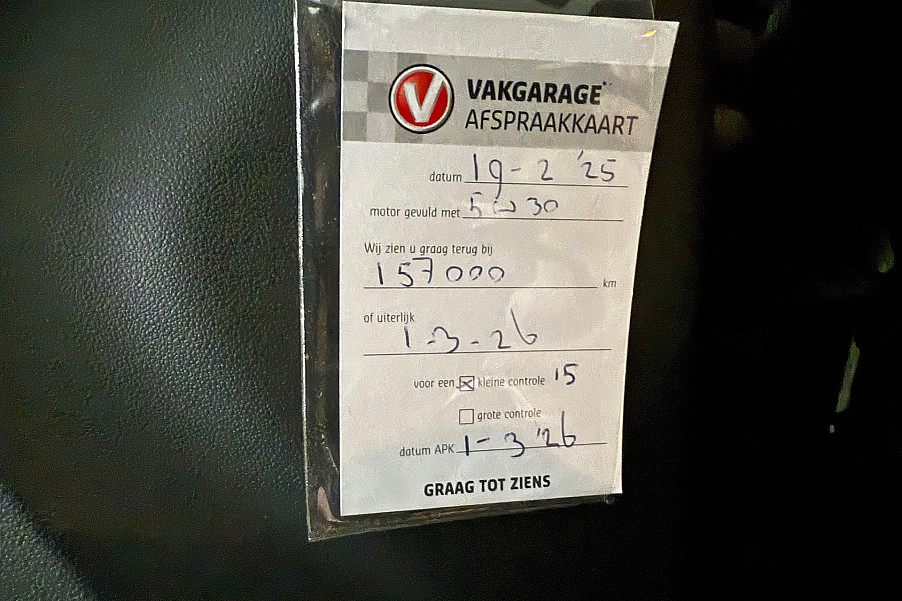 V VAKGARAGE
AFSPRAAKKAART
datum 19-2 '25
motor gevuld met 5w30
Wij zien u graag terug bij
157000 km
of uiterlijk
1-3-26
voor een ☒ kleine controle 15
☐ grote controle
datum APK 1-3 '26
GRAAG TOT ZIENS